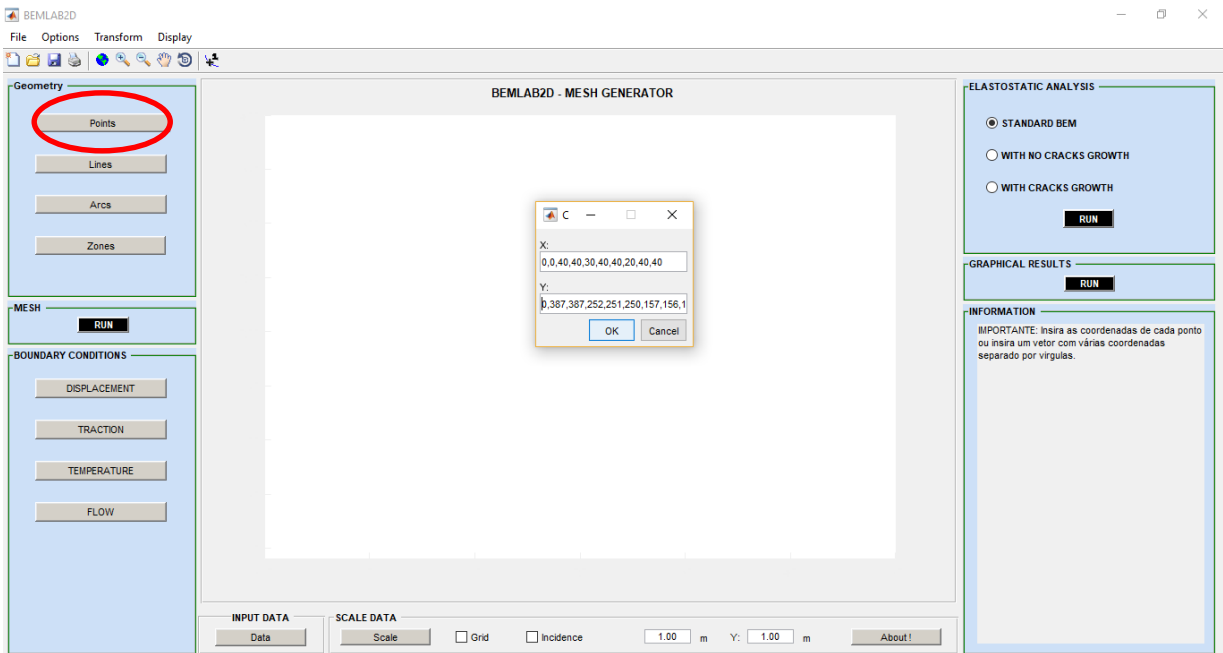 BEMLAB2D
File Options Transform Display
Geometry
Points
Lines
Arcs
Zones
MESH
RUN
BOUNDARY CONDITIONS
DISPLACEMENT
TRACTION
TEMPERATURE
FLOW
BEMLAB2D - MESH GENERATOR
C
X:
0,0,40,40,30,40,40,20,40,40
Y:
0,387,387,252,251,250,157,156,1
OK Cancel
INPUT DATA
Data
SCALE DATA
Scale Grid Incidence 1.00 m Y: 1.00 m About !
ELASTOSTATIC ANALYSIS
STANDARD BEM
WITH NO CRACKS GROWTH
WITH CRACKS GROWTH
RUN
GRAPHICAL RESULTS
RUN
INFORMATION
IMPORTANTE: Insira as coordenadas de cada ponto
ou insira um vetor com várias coordenadas
separado por vírgulas.